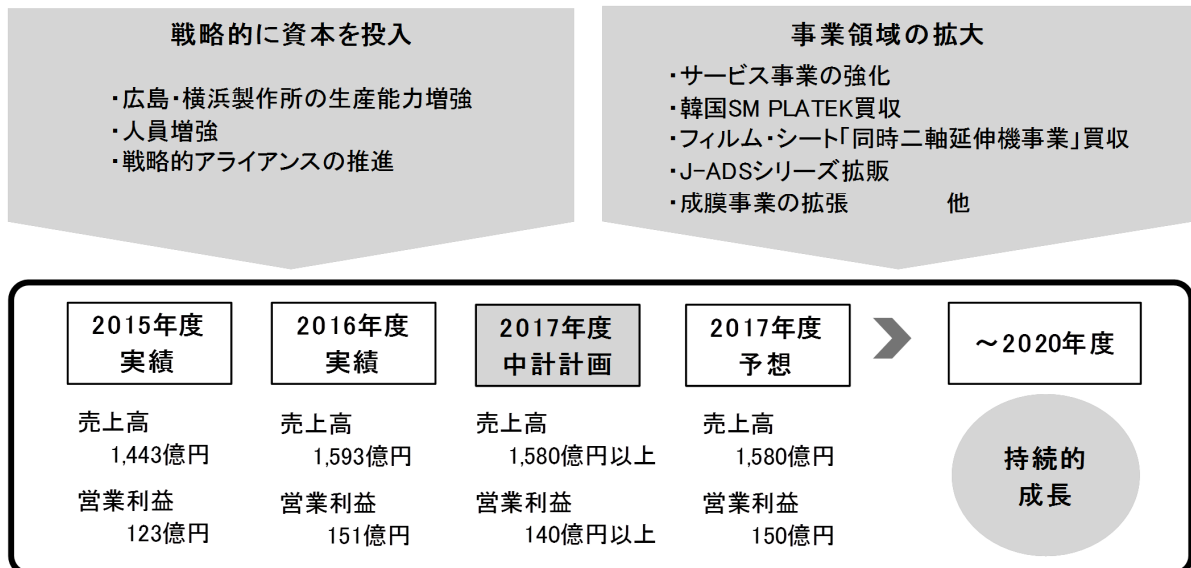 戦略的に資本を投入
・広島・横浜製作所の生産能力増強
・人員増強
・戦略的アライアンスの推進
事業領域の拡大
・サービス事業の強化
・韓国SM PLATEK買収
・フィルム・シート「同時二軸延伸機事業」買収
・J-ADSシリーズ拡販
・成膜事業の拡張　　　他
2015年度
実績
売上高
1,443億円
営業利益
123億円
2016年度
実績
売上高
1,593億円
営業利益
151億円
2017年度
中計計画
売上高
1,580億円以上
営業利益
140億円以上
2017年度
予想
売上高
1,580億円
営業利益
150億円
～2020年度
持続的
成長